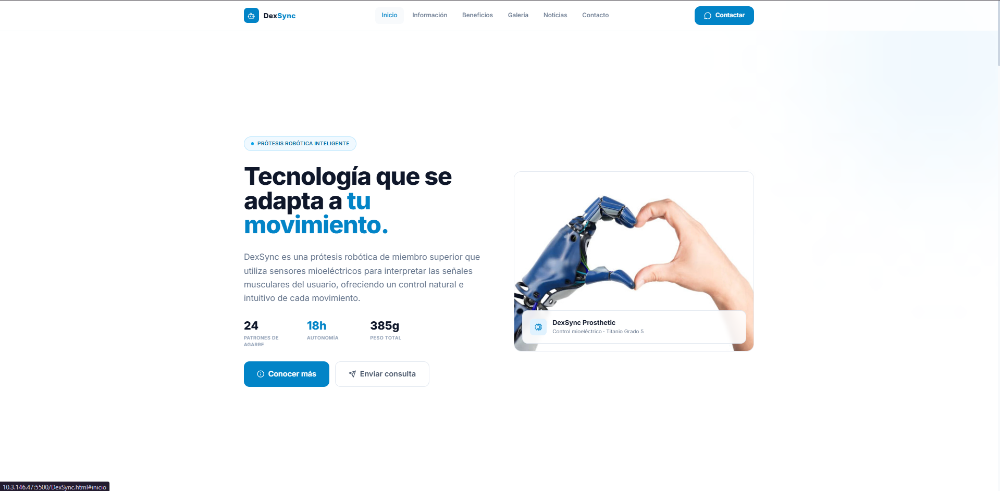 DexSync
Inicio
Información
Beneficios
Galería
Noticias
Contacto
Contactar
PRÓTESIS ROBÓTICA INTELIGENTE
Tecnología que se
adapta a tu
movimiento.
DexSync es una prótesis robótica de miembro superior que
utiliza sensores mioeléctricos para interpretar las señales
musculares del usuario, ofreciendo un control natural e
intuitivo de cada movimiento.
24
PATRONES DE
AGARRE
18h
AUTONOMÍA
385g
PESO TOTAL
Conocer más
Enviar consulta
DexSync Prosthetic
Control mioeléctrico · Titanio Grado 5
10.3.146.47:5500/DexSync.html#inicio